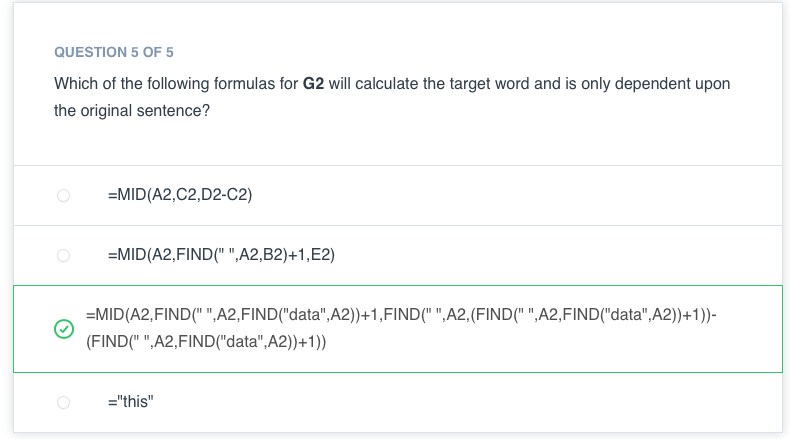 QUESTION 5 OF 5
Which of the following formulas for G2 will calculate the target word and is only dependent upon
the original sentence?
=MID(A2,C2,D2-C2)
=MID(A2,FIND(" ",A2,B2)+1,E2)
=MID(A2,FIND(" ",A2,FIND("data",A2))+1,FIND(" ",A2,(FIND(" ",A2,FIND("data",A2))+1))-
(FIND(" ",A2,FIND("data",A2))+1))
="this"